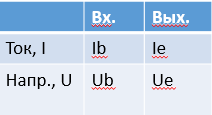 Вх. Вых.
Ток, I Ib Ie
Напр., U Ub Ue